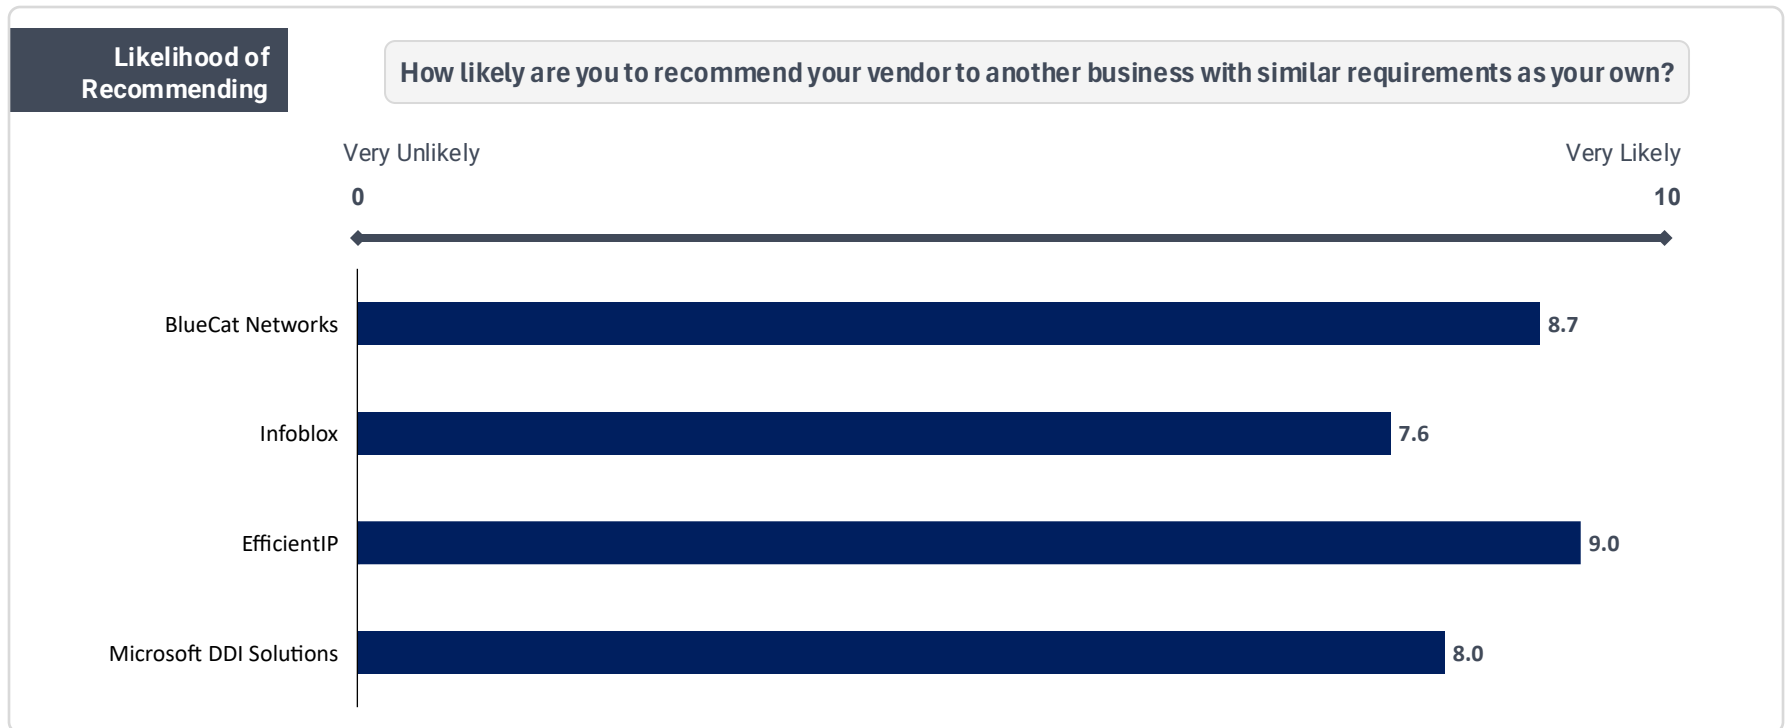 Likelihood of
Recommending
How likely are you to recommend your vendor to another business with similar requirements as your own?
Very Unlikely
Very Likely
0
10
BlueCat Networks
8.7
Infoblox
7.6
EfficientIP
9.0
Microsoft DDI Solutions
8.0